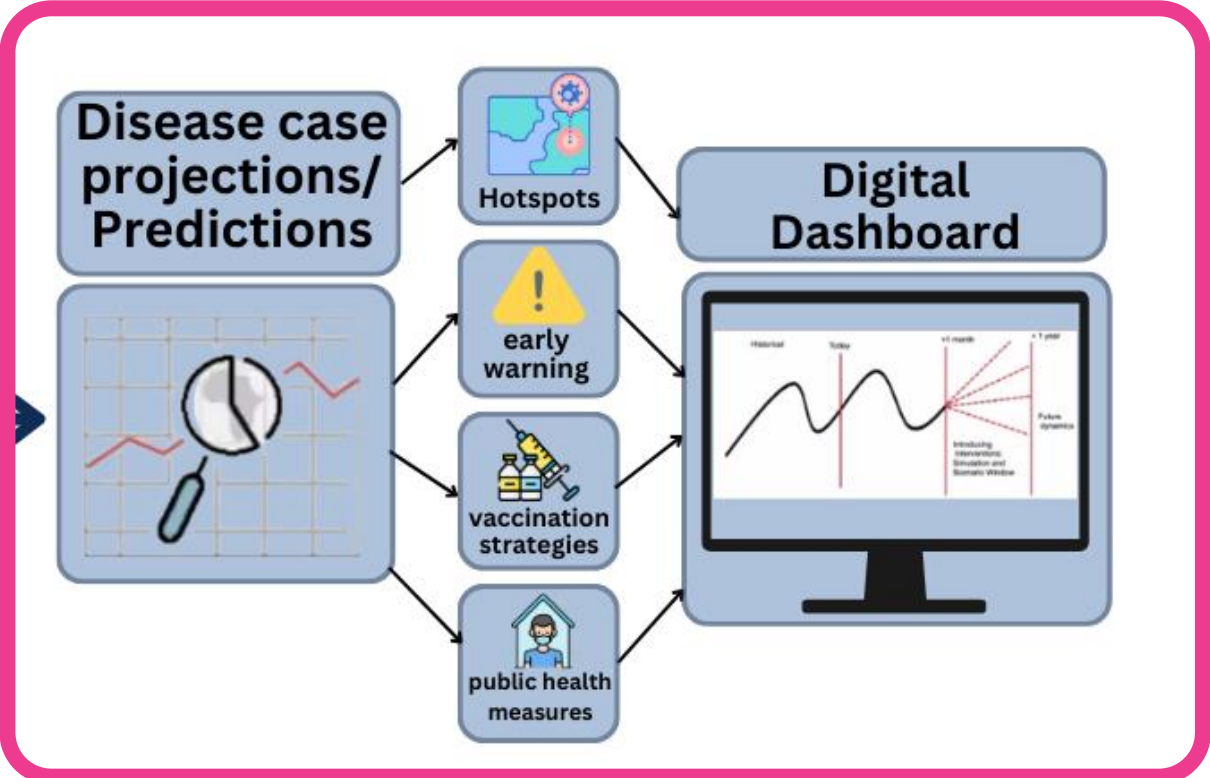 Disease case
projections/
Predictions
Hotspots
early
warning
vaccination
strategies
public health
measures
Digital
Dashboard
Historical
Today
+1 month
+ 1 year
Future
dynamics
Introducing
Interventions:
Simulation and
Scenario Window